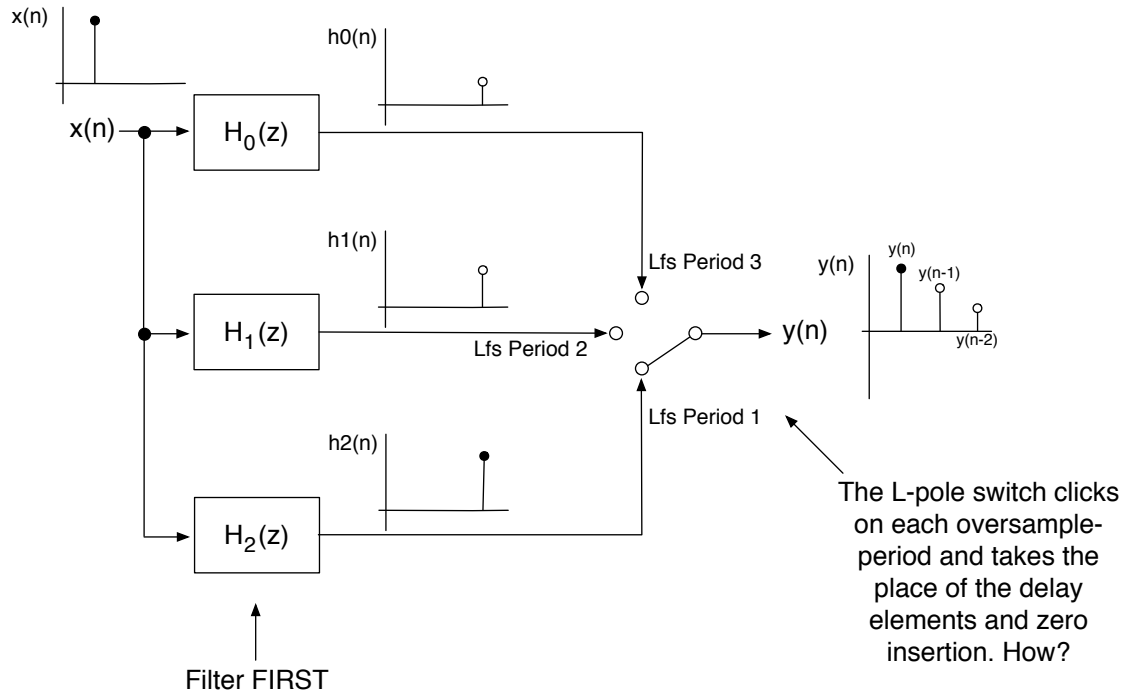 x(n)
h0(n)
x(n)
H0(z)
h1(n)
Lfs Period 3
y(n)
y(n)
y(n-1)
H1(z)
Lfs Period 2
y(n)
y(n-2)
Lfs Period 1
h2(n)
H2(z)
The L-pole switch clicks
on each oversample-
period and takes the
place of the delay
elements and zero
insertion. How?
Filter FIRST